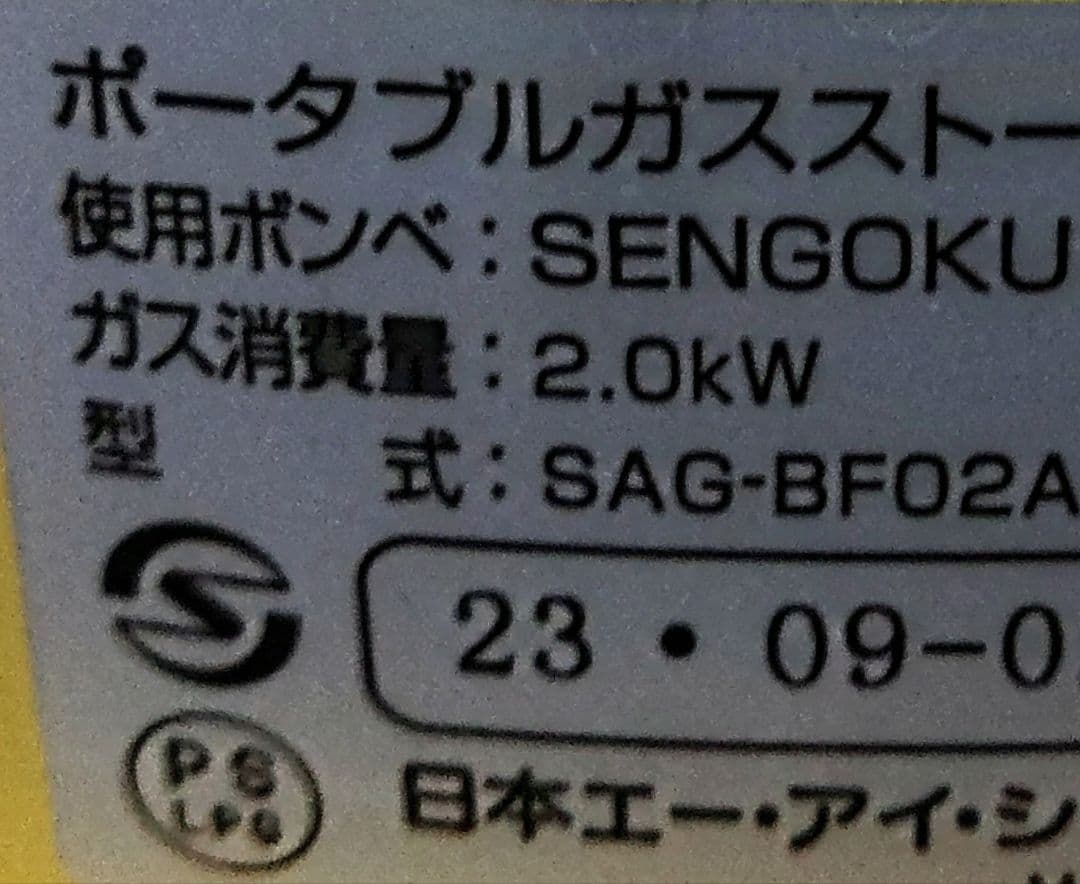 ポータブルガスストー
使用ボンベ：SENGOKU
ガス消費量：2.0kW
型　　式：SAG-BF02A
S
23・09-0
PS
LPG
日本エー・アイ・シ